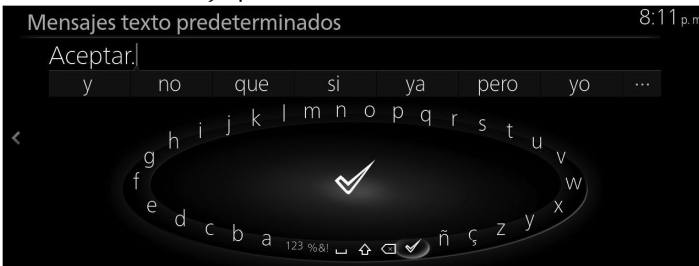 Mensajes texto predeterminados 8:11 p.m
Aceptar.
y no que si ya pero yo ...
a b c d e f g h i j k l m n o p q r s t u v w x y z ç ñ
123 %&!